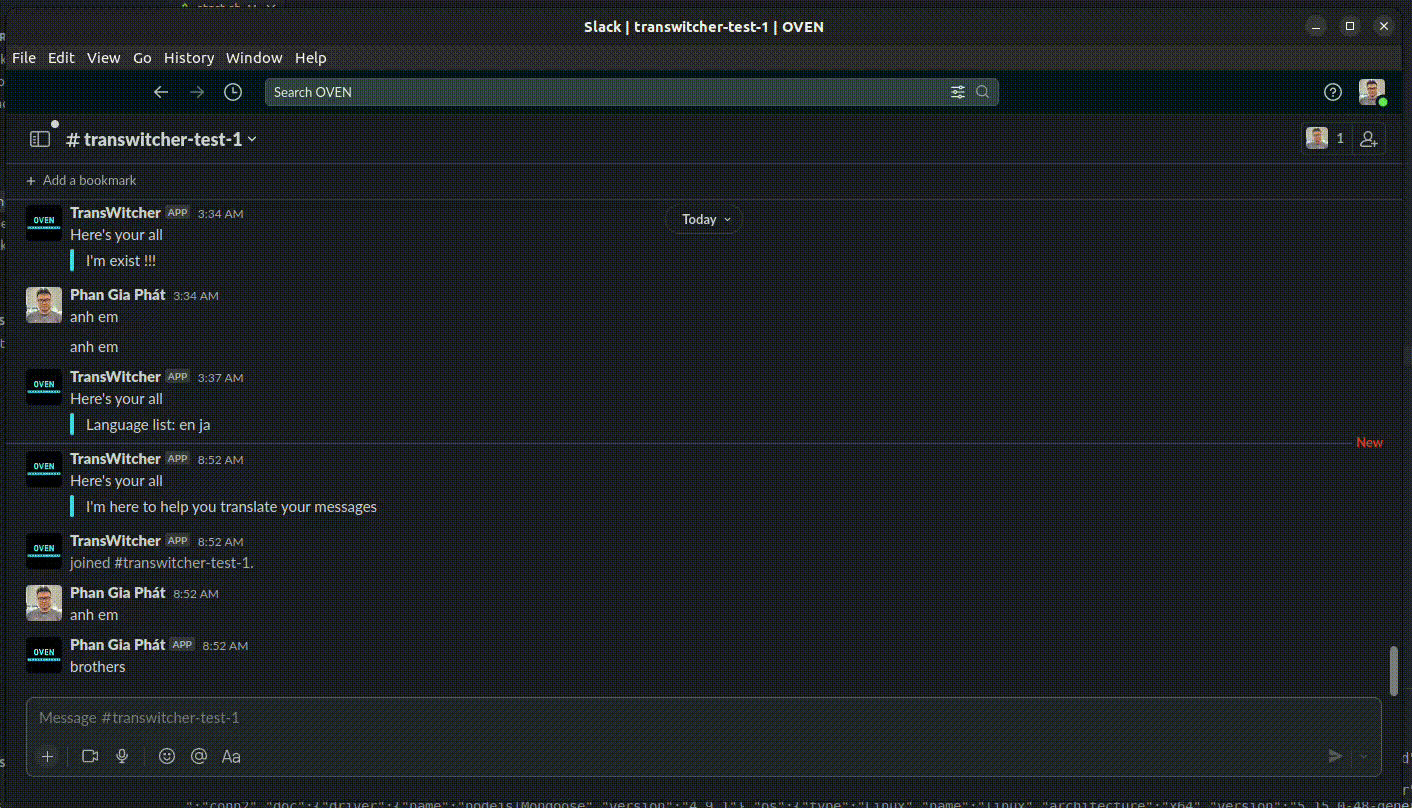 Slack | transwitcher-test-1 | OVEN
File Edit View Go History Window Help
Search OVEN
# transwitcher-test-1
1
+ Add a bookmark
Today
OVEN
TransWitcher APP 3:34 AM
Here's your all
I'm exist !!!
Phan Gia Phát 3:34 AM
anh em
anh em
OVEN
TransWitcher APP 3:37 AM
Here's your all
Language list: en ja
New
OVEN
TransWitcher APP 8:52 AM
Here's your all
I'm here to help you translate your messages
OVEN
TransWitcher APP 8:52 AM
joined #transwitcher-test-1.
Phan Gia Phát 8:52 AM
anh em
OVEN
Phan Gia Phát APP 8:52 AM
brothers
Message #transwitcher-test-1
Aa